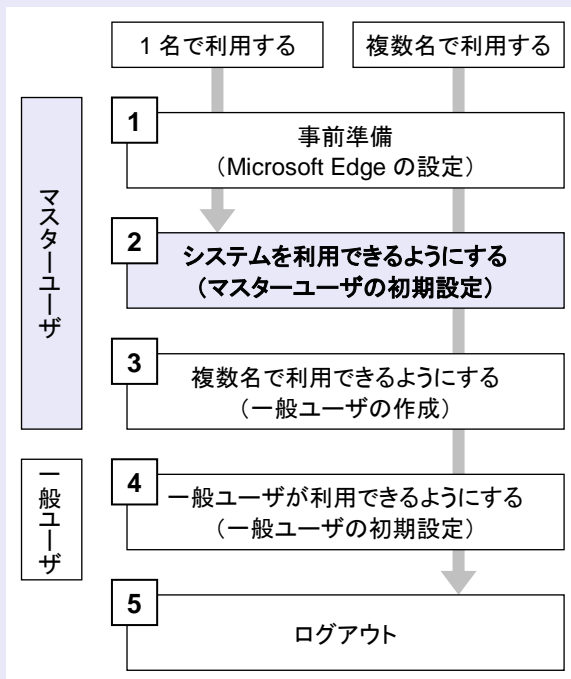 1 名で利用する
複数名で利用する
マスターユーザ
1
事前準備
（Microsoft Edge の設定）
2
システムを利用できるようにする
（マスターユーザの初期設定）
3
複数名で利用できるようにする
（一般ユーザの作成）
一般ユーザ
4
一般ユーザが利用できるようにする
（一般ユーザの初期設定）
5
ログアウト